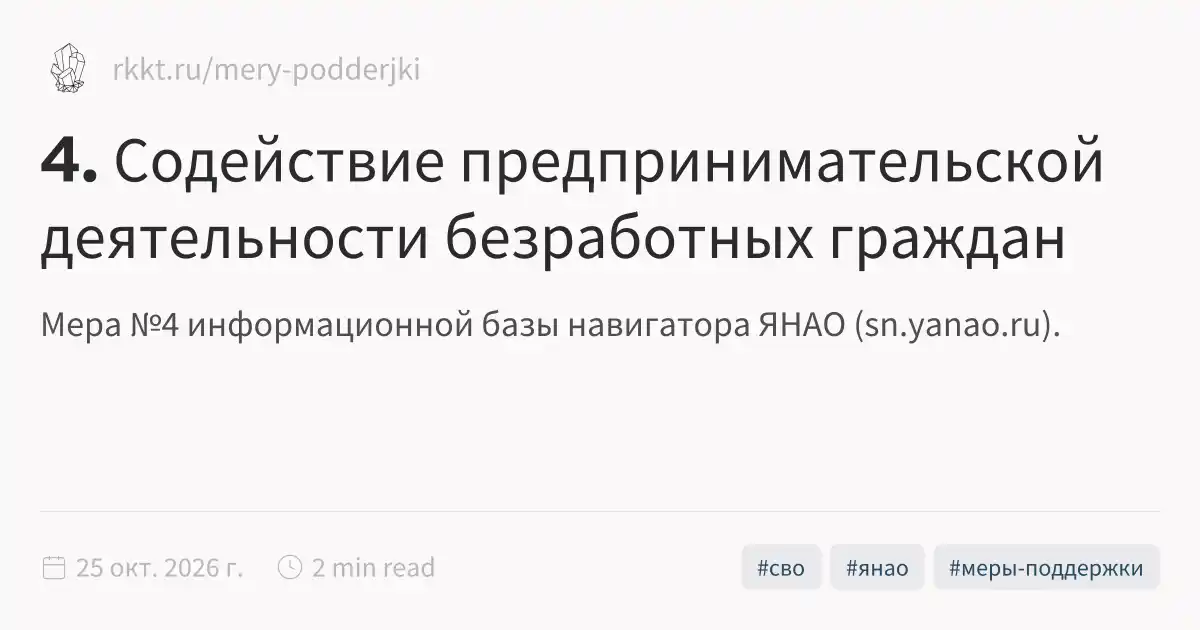 rkkt.ru/mery-podderjki
4. Содействие предпринимательской
деятельности безработных граждан
Мера №4 информационной базы навигатора ЯНАО (sn.yanao.ru).
25 окт. 2026 г. 2 min read #сво #янао #меры-поддержки